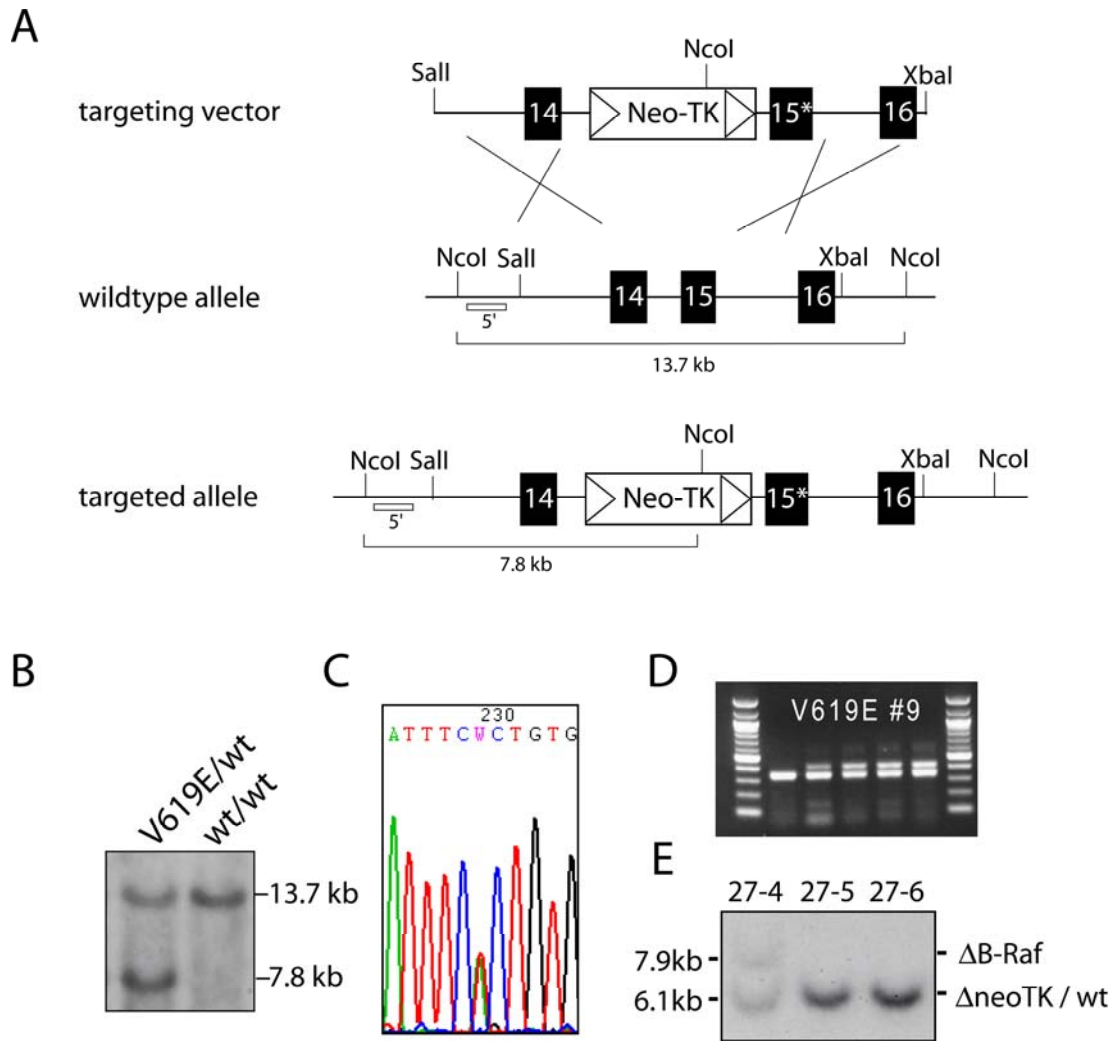 A
targeting vector
SalI
14
Neo-TK
NcoI
15*
16
XbaI
wildtype allele
NcoI
SalI
5'
14
15
16
XbaI
NcoI
13.7 kb
targeted allele
NcoI
SalI
5'
14
Neo-TK
NcoI
15*
16
XbaI
NcoI
7.8 kb
B
V619E/wt
wt/wt
13.7 kb
7.8 kb
C
230
ATTTCWCTGTG
D
V619E #9
E
27-4 27-5 27-6
7.9kb
6.1kb
ΔB-Raf
ΔneoTK / wt